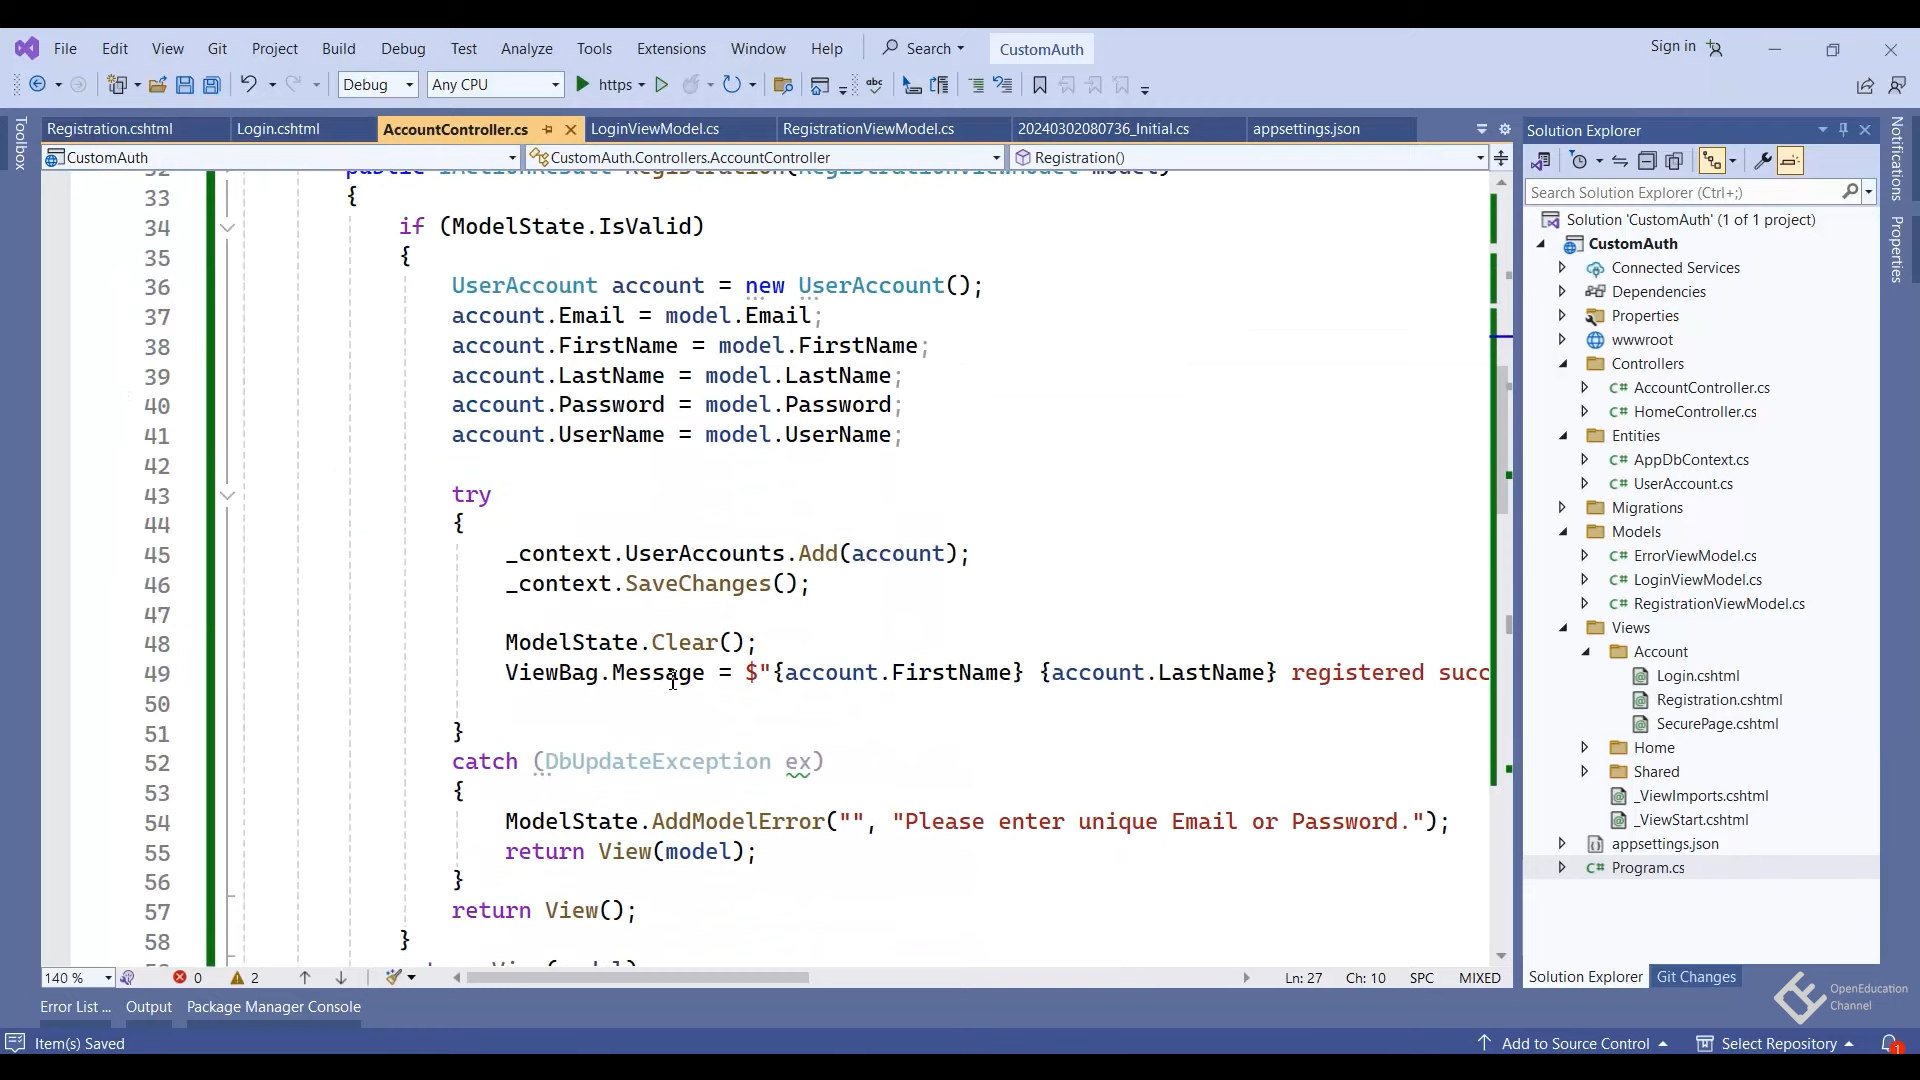 File Edit View Git Project Build Debug Test Analyze Tools Extensions Window Help Search CustomAuth Sign in
Debug Any CPU https
Registration.cshtml Login.cshtml AccountController.cs LoginViewModel.cs RegistrationViewModel.cs 20240302080736_Initial.cs appsettings.json
CustomAuth CustomAuth.Controllers.AccountController Registration()
Toolbox
public IActionResult Registration(RegistrationViewModel model)
33 {
34 if (ModelState.IsValid)
35 {
36 UserAccount account = new UserAccount();
37 account.Email = model.Email;
38 account.FirstName = model.FirstName;
39 account.LastName = model.LastName;
40 account.Password = model.Password;
41 account.UserName = model.UserName;
42
43 try
44 {
45 _context.UserAccounts.Add(account);
46 _context.SaveChanges();
47
48 ModelState.Clear();
49 ViewBag.Message = $"{account.FirstName} {account.LastName} registered succ
50
51 }
52 catch (DbUpdateException ex)
53 {
54 ModelState.AddModelError("", "Please enter unique Email or Password.");
55 return View(model);
56 }
57 return View();
58 }
140 % 0 2 Ln: 27 Ch: 10 SPC MIXED
Error List ... Output Package Manager Console
Item(s) Saved
Solution Explorer
Search Solution Explorer (Ctrl+;)
Solution 'CustomAuth' (1 of 1 project)
CustomAuth
Connected Services
Dependencies
Properties
wwwroot
Controllers
C# AccountController.cs
C# HomeController.cs
Entities
C# AppDbContext.cs
C# UserAccount.cs
Migrations
Models
C# ErrorViewModel.cs
C# LoginViewModel.cs
C# RegistrationViewModel.cs
Views
Account
Login.cshtml
Registration.cshtml
SecurePage.cshtml
Home
Shared
_ViewImports.cshtml
_ViewStart.cshtml
appsettings.json
C# Program.cs
Solution Explorer Git Changes
Notifications
Properties
OpenEducation
Channel
Add to Source Control Select Repository 1